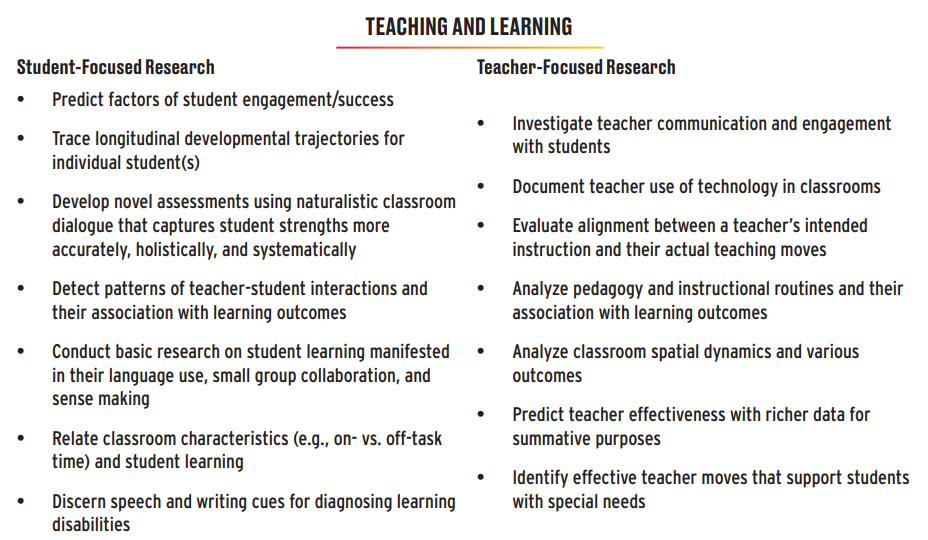 TEACHING AND LEARNING
Student-Focused Research
• Predict factors of student engagement/success
• Trace longitudinal developmental trajectories for
individual student(s)
• Develop novel assessments using naturalistic classroom
dialogue that captures student strengths more
accurately, holistically, and systematically
• Detect patterns of teacher-student interactions and
their association with learning outcomes
• Conduct basic research on student learning manifested
in their language use, small group collaboration, and
sense making
• Relate classroom characteristics (e.g., on- vs. off-task
time) and student learning
• Discern speech and writing cues for diagnosing learning
disabilities
Teacher-Focused Research
• Investigate teacher communication and engagement
with students
• Document teacher use of technology in classrooms
• Evaluate alignment between a teacher’s intended
instruction and their actual teaching moves
• Analyze pedagogy and instructional routines and their
association with learning outcomes
• Analyze classroom spatial dynamics and various
outcomes
• Predict teacher effectiveness with richer data for
summative purposes
• Identify effective teacher moves that support students
with special needs